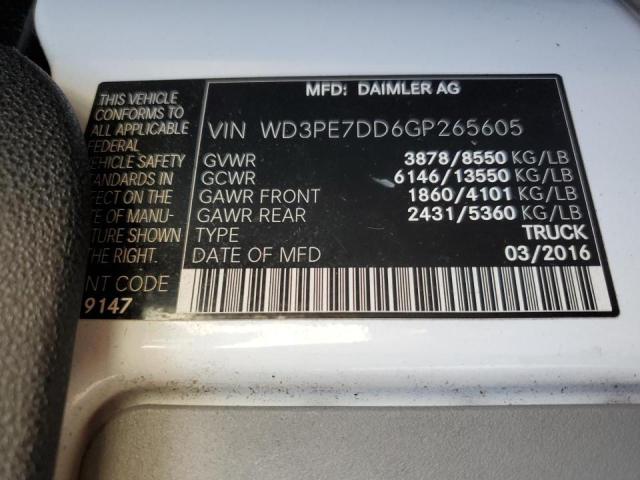 MFD: DAIMLER AG
THIS VEHICLE
CONFORMS TO
ALL APPLICABLE
FEDERAL
VEHICLE SAFETY
STANDARDS IN
EFFECT ON THE
DATE OF MANU-
TURE SHOWN
THE RIGHT.
NT CODE
9147
VIN WD3PE7DD6GP265605
GVWR 3878/8550 KG/LB
GCWR 6146/13550 KG/LB
GAWR FRONT 1860/4101 KG/LB
GAWR REAR 2431/5360 KG/LB
TYPE TRUCK
DATE OF MFD 03/2016